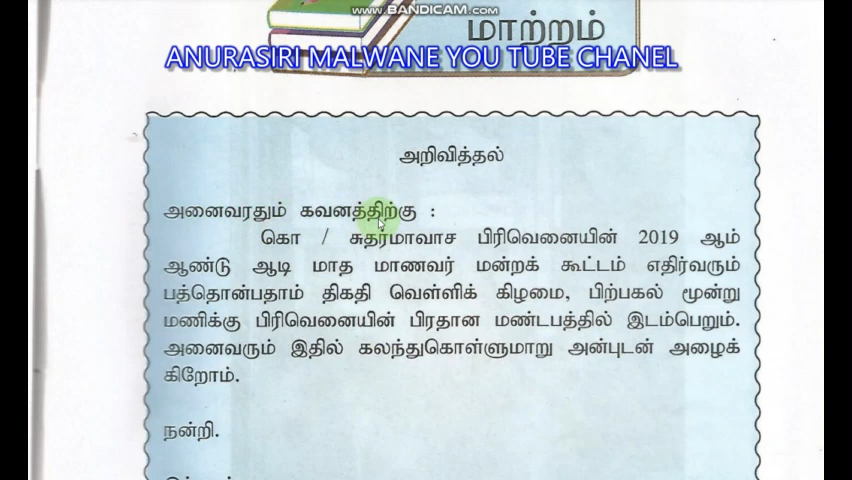 www.BANDICAM.com
மாற்றம்
ANURASIRI MALWANE YOU TUBE CHANEL
அறிவித்தல்
அனைவரதும் கவனத்திற்கு :
கொ / சுதர்மாவாச பிரிவெனையின் 2019 ஆம்
ஆண்டு ஆடி மாத மாணவர் மன்றக் கூட்டம் எதிர்வரும்
பத்தொன்பதாம் திகதி வெள்ளிக் கிழமை, பிற்பகல் மூன்று
மணிக்கு பிரிவெனையின் பிரதான மண்டபத்தில் இடம்பெறும்.
அனைவரும் இதில் கலந்துகொள்ளுமாறு அன்புடன் அழைக்
கிறோம்.
நன்றி.